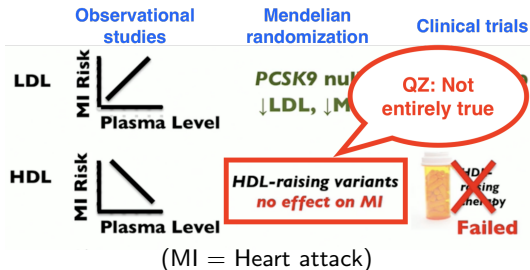 Observational studies
Mendelian randomization
Clinical trials
LDL
MI Risk
Plasma Level
PCSK9
↓LDL,
QZ: Not
entirely true
HDL
MI Risk
Plasma Level
HDL-raising variants
no effect on MI
HDL-
raising
therapy
Failed
(MI = Heart attack)